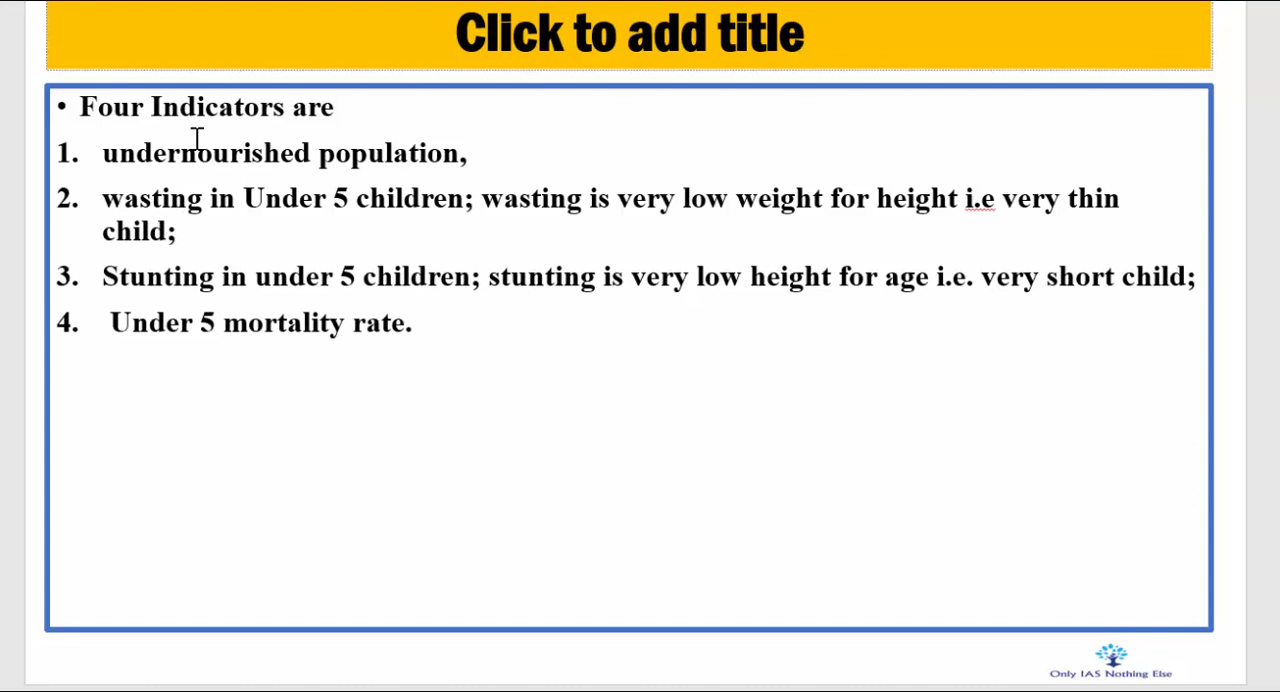 Click to add title
• Four Indicators are
1. undernourished population,
2. wasting in Under 5 children; wasting is very low weight for height i.e very thin
child;
3. Stunting in under 5 children; stunting is very low height for age i.e. very short child;
4. Under 5 mortality rate.
Only IAS Nothing Else